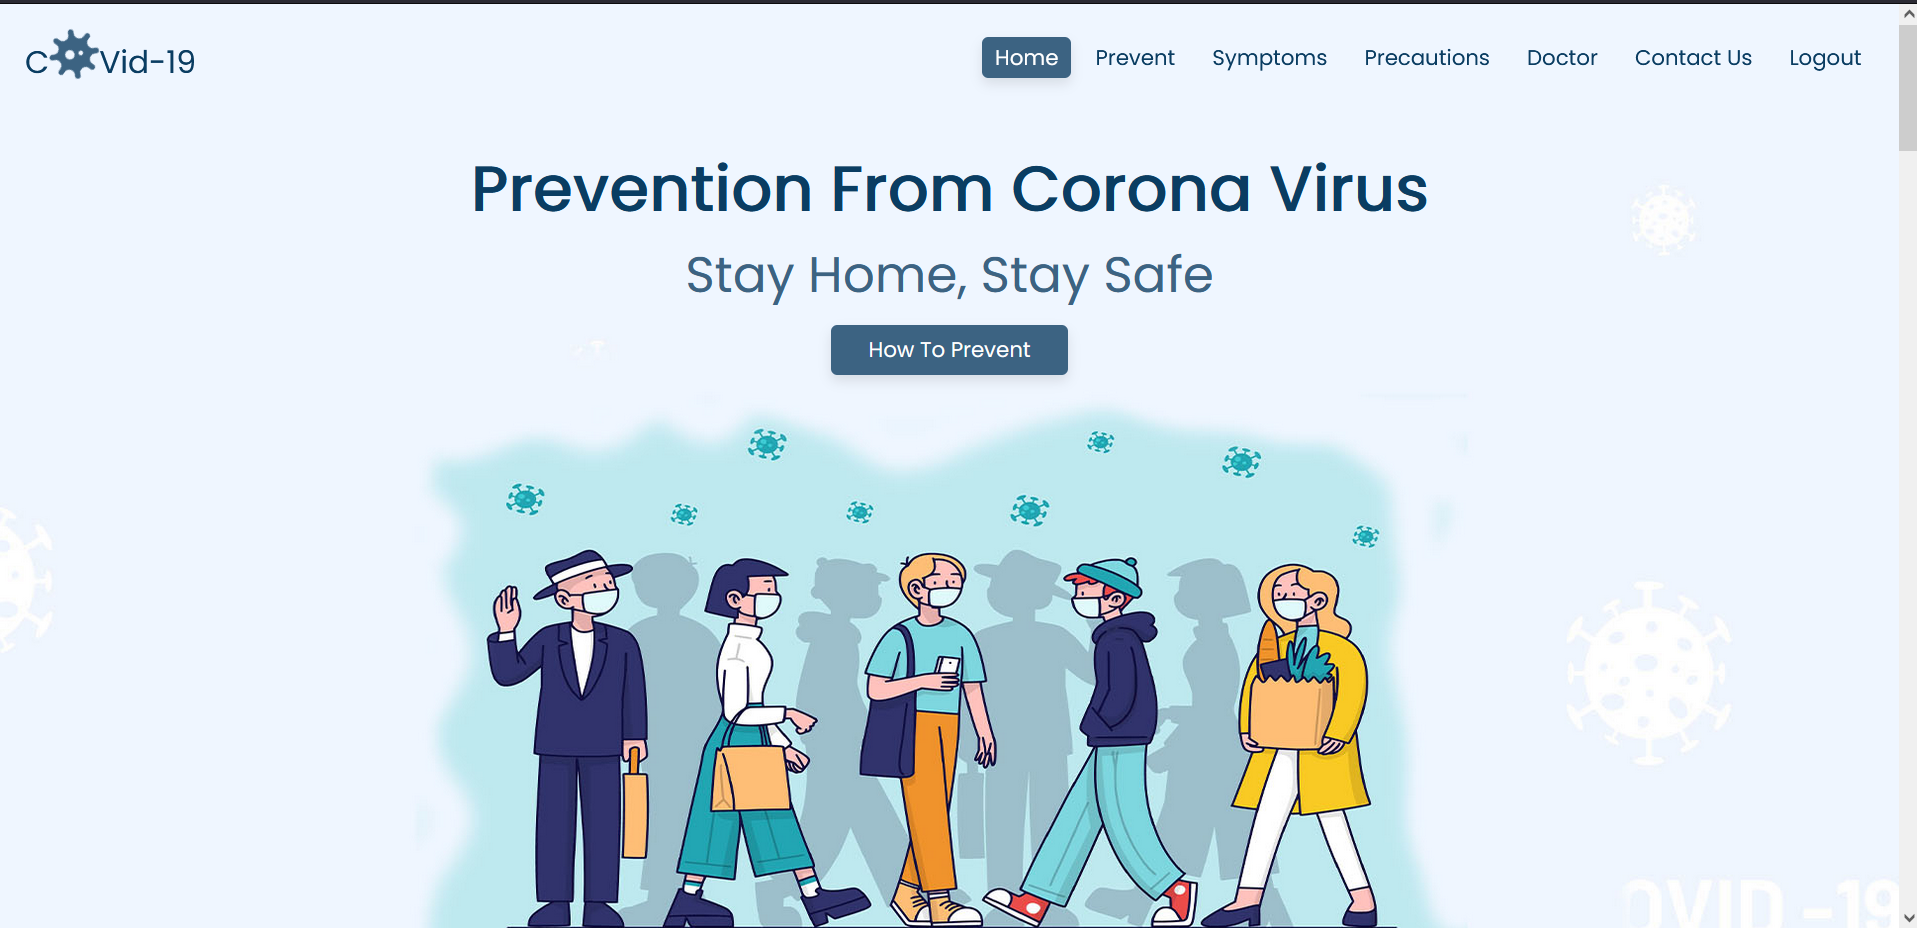 CoVid-19
Home Prevent Symptoms Precautions Doctor Contact Us Logout
Prevention From Corona Virus
Stay Home, Stay Safe
How To Prevent
OVID -19